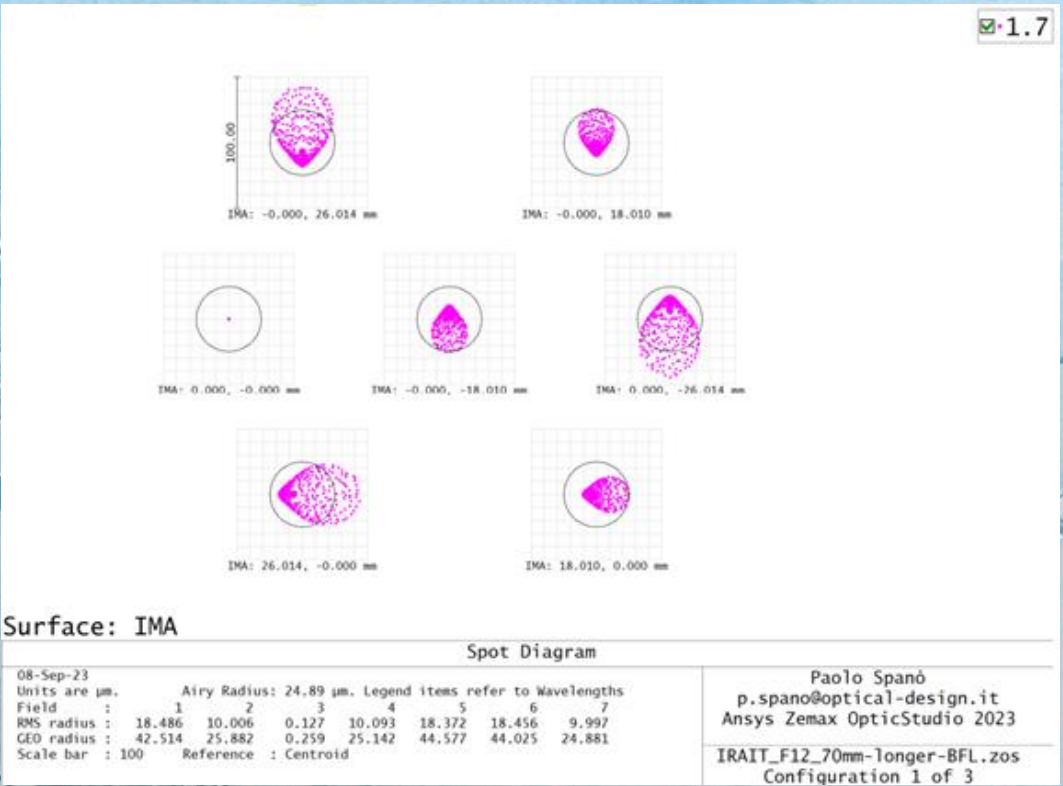 1.7
100.00
IMA: -0.000, 26.014 mm
IMA: -0.000, 18.010 mm
IMA: 0.000, -0.000 mm
IMA: -0.000, -18.010 mm
IMA: 0.000, -26.014 mm
IMA: 26.014, -0.000 mm
IMA: 18.010, 0.000 mm
Surface: IMA
Spot Diagram
08-Sep-23
Units are µm. Airy Radius: 24.89 µm. Legend items refer to Wavelengths
Field : 1 2 3 4 5 6 7
RMS radius : 18.486 10.006 0.127 10.093 18.372 18.456 9.997
GEO radius : 42.514 25.882 0.259 25.142 44.577 44.025 24.881
Scale bar : 100 Reference : Centroid
Paolo Spanò
p.spano@optical-design.it
Ansys Zemax OpticStudio 2023
IRAIT_F12_70mm-longer-BFL.zos
Configuration 1 of 3